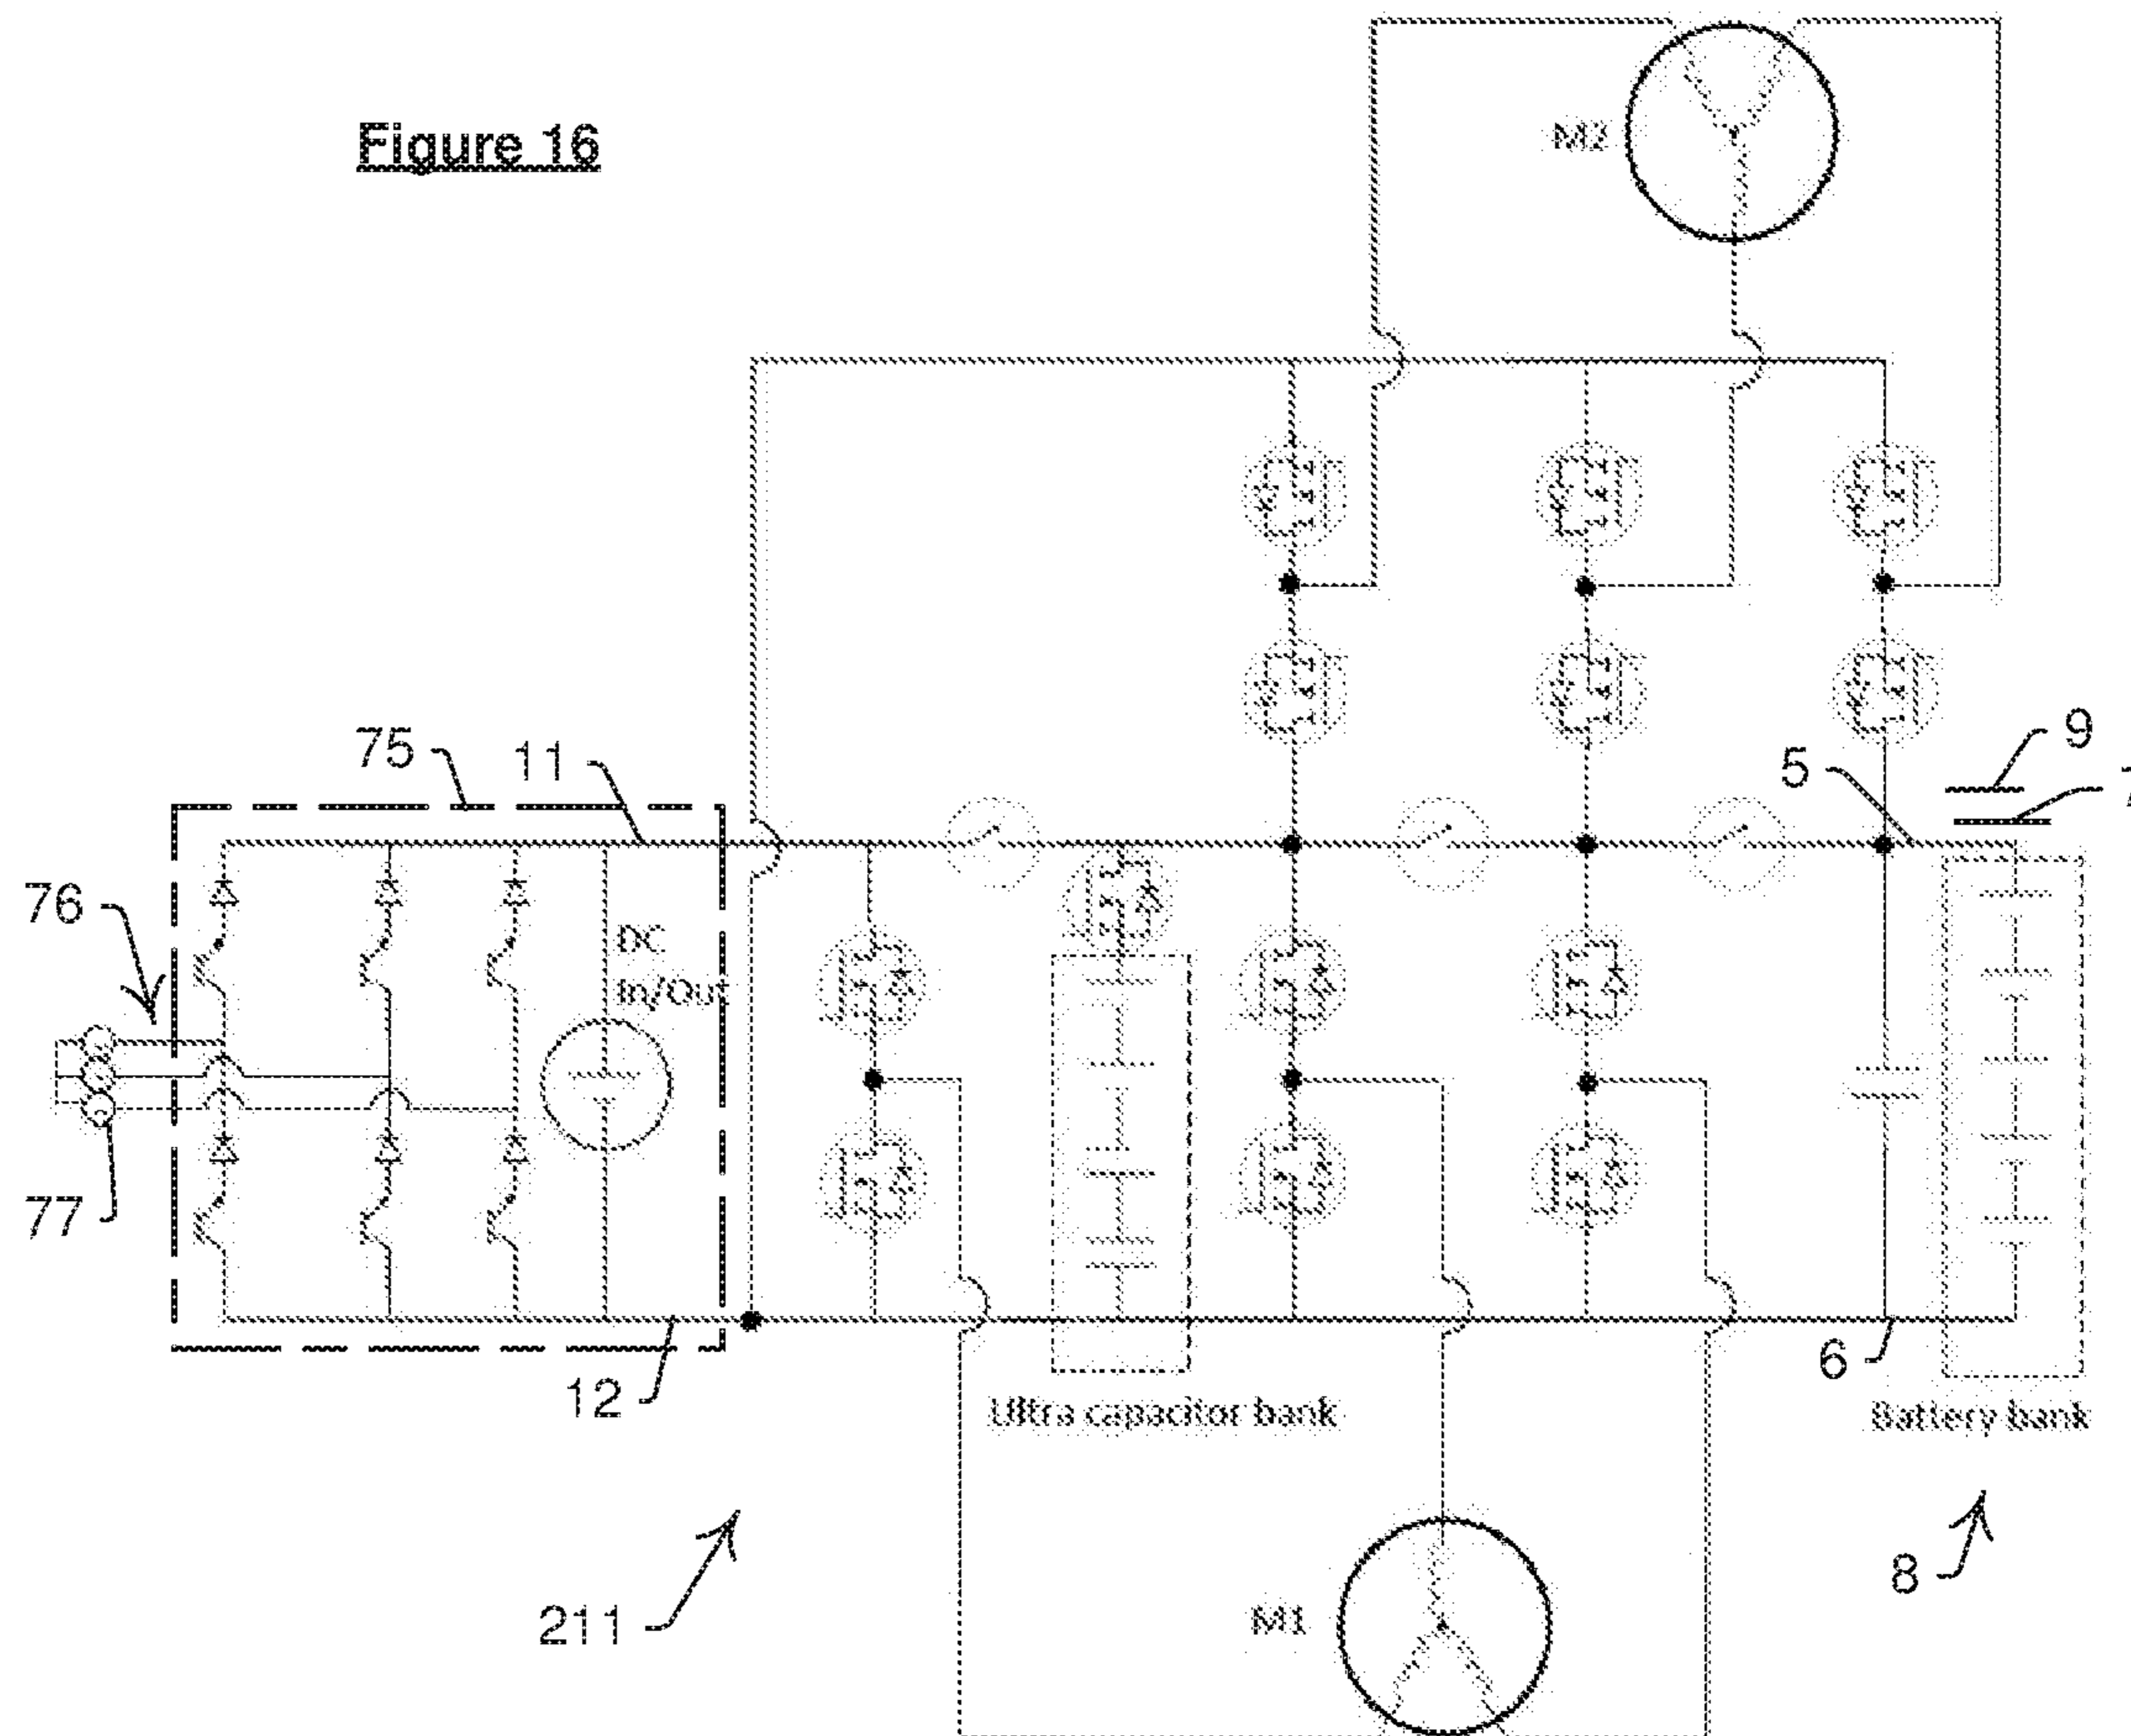 Figure 16
M2
75
11
5
9
7
76
DC
In/Out
77
12
6
Ultra capacitor bank
Battery bank
211
M1
8